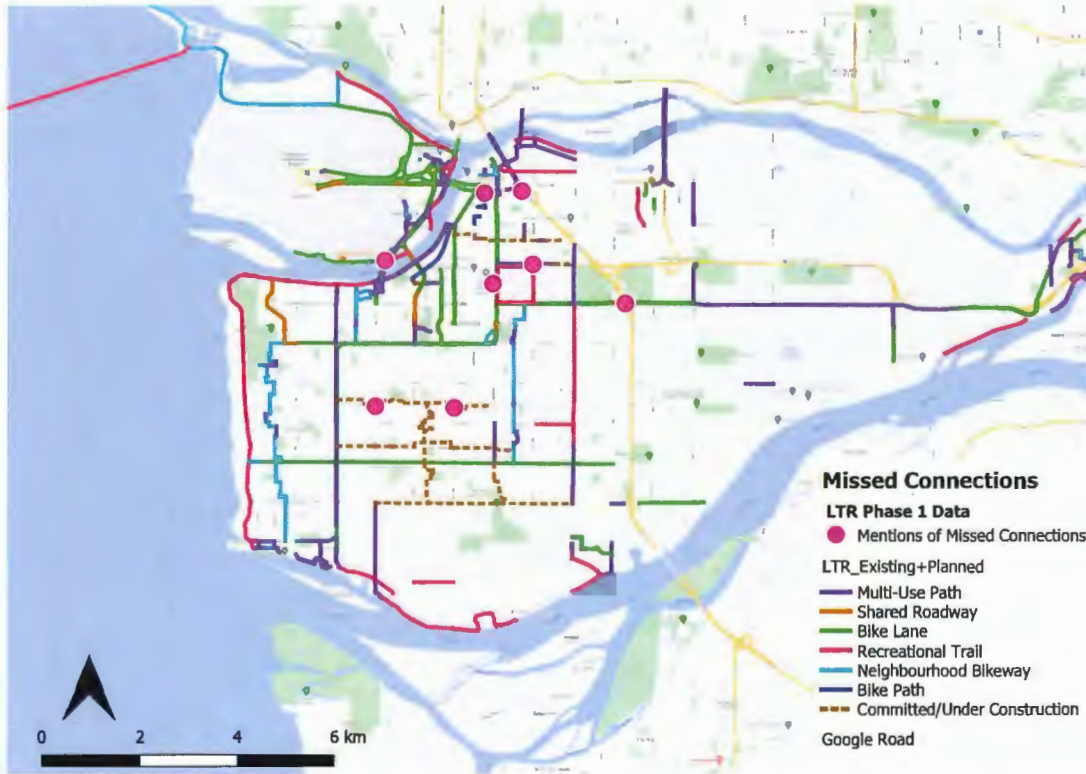 Missed Connections
LTR Phase 1 Data
Mentions of Missed Connections
LTR_Existing+Planned
Multi-Use Path
Shared Roadway
Bike Lane
Recreational Trail
Neighbourhood Bikeway
Bike Path
Committed/Under Construction
Google Road
0 2 4 6 km